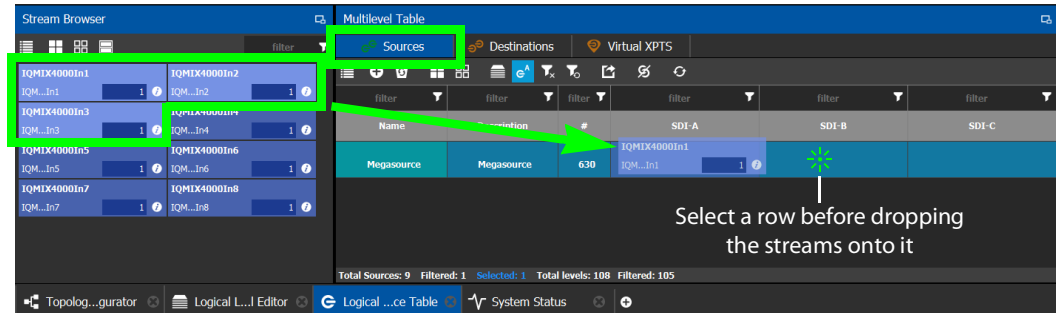 Stream Browser
Multilevel Table
filter
Sources
Destinations
Virtual XPTS
IQMIX4000In1
IQMIX4000In2
IQM...In1 1
IQM...In2 1
IQMIX4000In3
IQMIX4000In4
IQM...In3 1
IQM...In4 1
IQMIX4000In5
IQMIX4000In6
IQM...In5 1
IQM...In6 1
IQMIX4000In7
IQMIX4000In8
IQM...In7 1
IQM...In8 1
filter filter filter filter filter filter
Name Description # SDI-A SDI-B SDI-C
Megasource Megasource 630
IQMIX4000In1
IQM...In1 1
Select a row before dropping
the streams onto it
Total Sources: 9 Filtered: 1 Selected: 1 Total levels: 108 Filtered: 105
Topolog...gurator
Logical L...l Editor
Logical ...ce Table
System Status